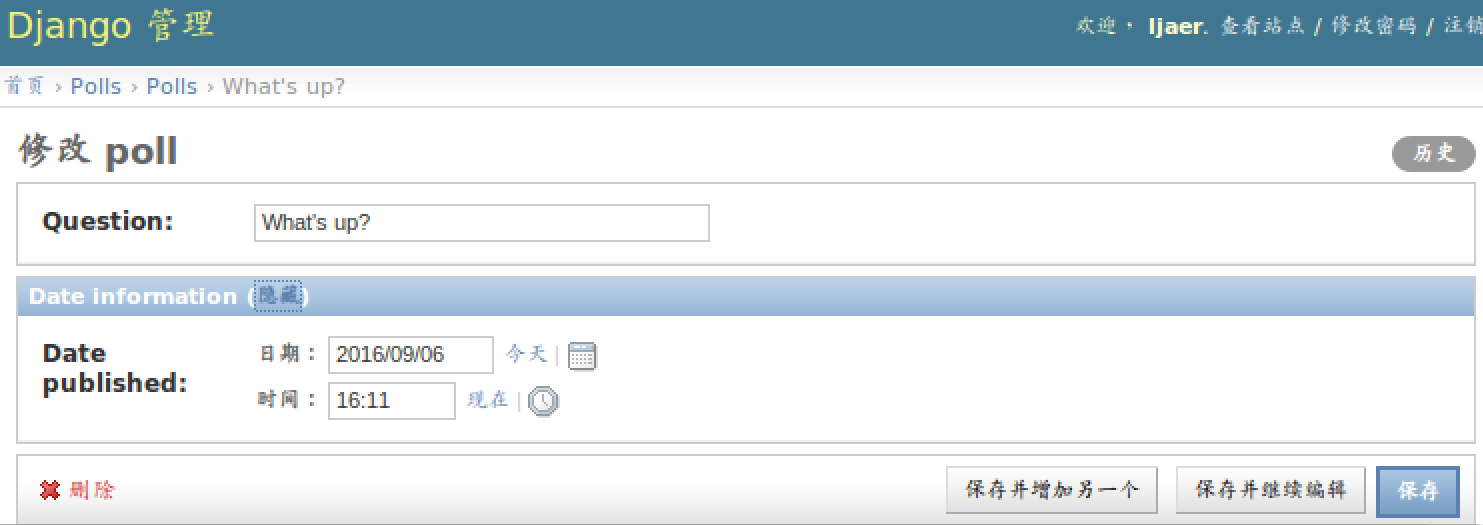 Django 管理
欢迎，ljaer. 查看站点 / 修改密码 / 注销
首页 › Polls › Polls › What's up?
修改 poll
历史
Question: What's up?
Date information (隐藏)
Date published:
日期： 2016/09/06 今天 |
时间： 16:11 现在 |
删除
保存并增加另一个 保存并继续编辑 保存